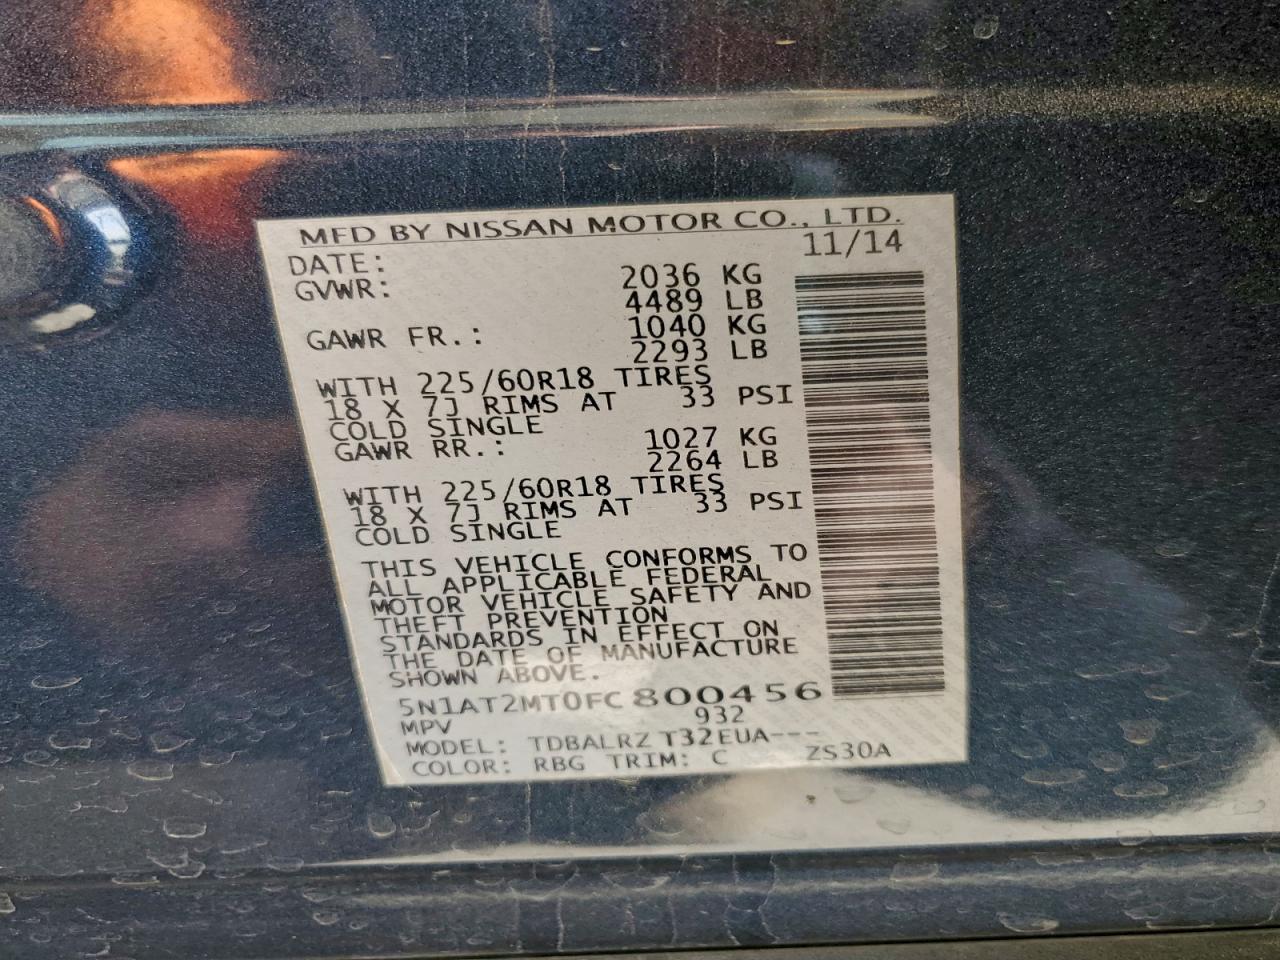 MFD BY NISSAN MOTOR CO., LTD.
DATE: 11/14
GVWR: 2036 KG
4489 LB
GAWR FR.: 1040 KG
2293 LB
WITH 225/60R18 TIRES
18 X 7J RIMS AT 33 PSI
COLD SINGLE
GAWR RR.: 1027 KG
2264 LB
WITH 225/60R18 TIRES
18 X 7J RIMS AT 33 PSI
COLD SINGLE
THIS VEHICLE CONFORMS TO
ALL APPLICABLE FEDERAL
MOTOR VEHICLE SAFETY AND
THEFT PREVENTION
STANDARDS IN EFFECT ON
THE DATE OF MANUFACTURE
SHOWN ABOVE.
5N1AT2MT0FC800456
MPV 932
MODEL: TDBALRZ T32EUA---
COLOR: RBG TRIM: C ZS30A